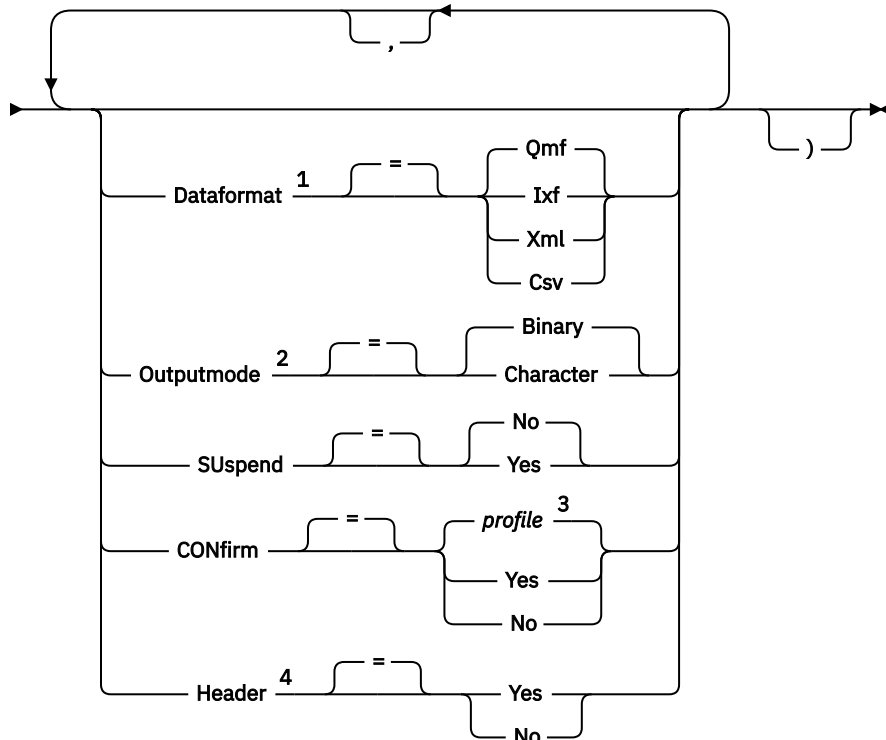 ,
)
Dataformat 1 = Qmf
Ixf
Xml
Csv
Outputmode 2 = Binary
Character
SUspend = No
Yes
CONfirm = profile 3
Yes
No
Header 4 = Yes
No